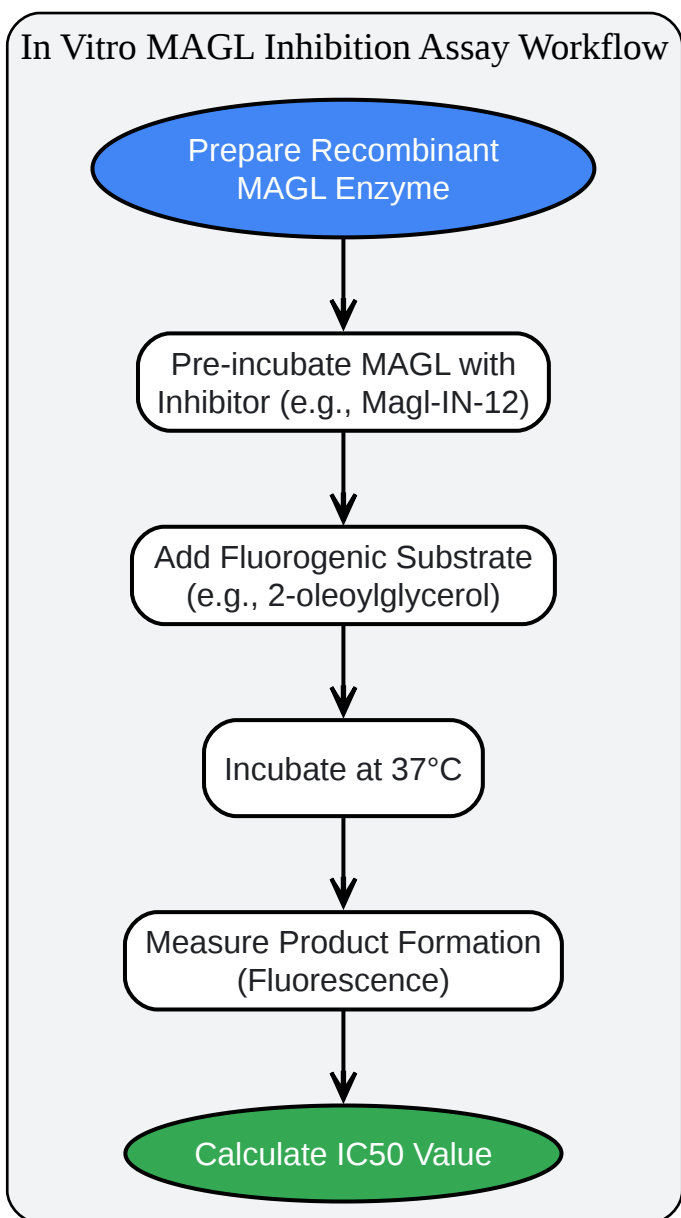 In Vitro MAGL Inhibition Assay Workflow
Prepare Recombinant
MAGL Enzyme
Pre-incubate MAGL with
Inhibitor (e.g., Magl-IN-12)
Add Fluorogenic Substrate
(e.g., 2-oleoylglycerol)
Incubate at 37°C
Measure Product Formation
(Fluorescence)
Calculate IC50 Value